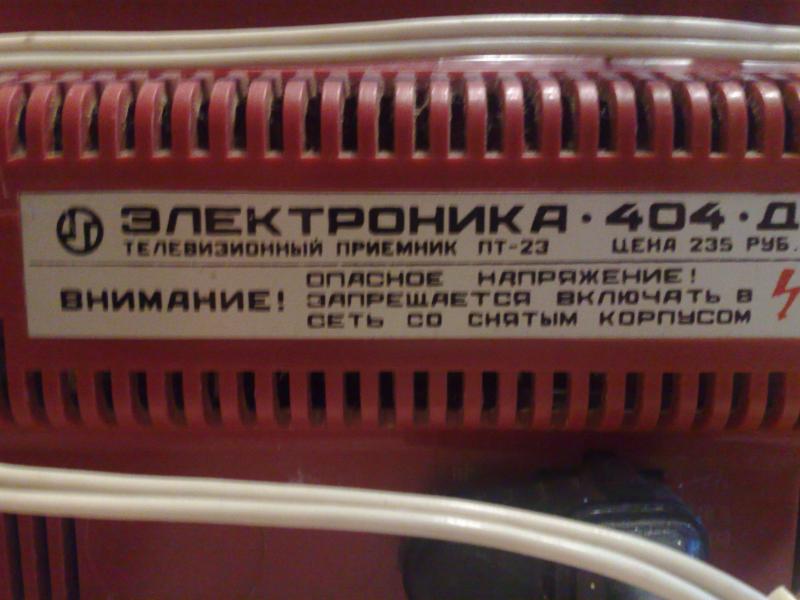 ЭЛЕКТРОНИКА · 404 · Д
ТЕЛЕВИЗИОННЫЙ ПРИЕМНИК ПТ-23 ЦЕНА 235 РУБ.
ВНИМАНИЕ!
ОПАСНОЕ НАПРЯЖЕНИЕ!
ЗАПРЕЩАЕТСЯ ВКЛЮЧАТЬ В
СЕТЬ СО СНЯТЫМ КОРПУСОМ